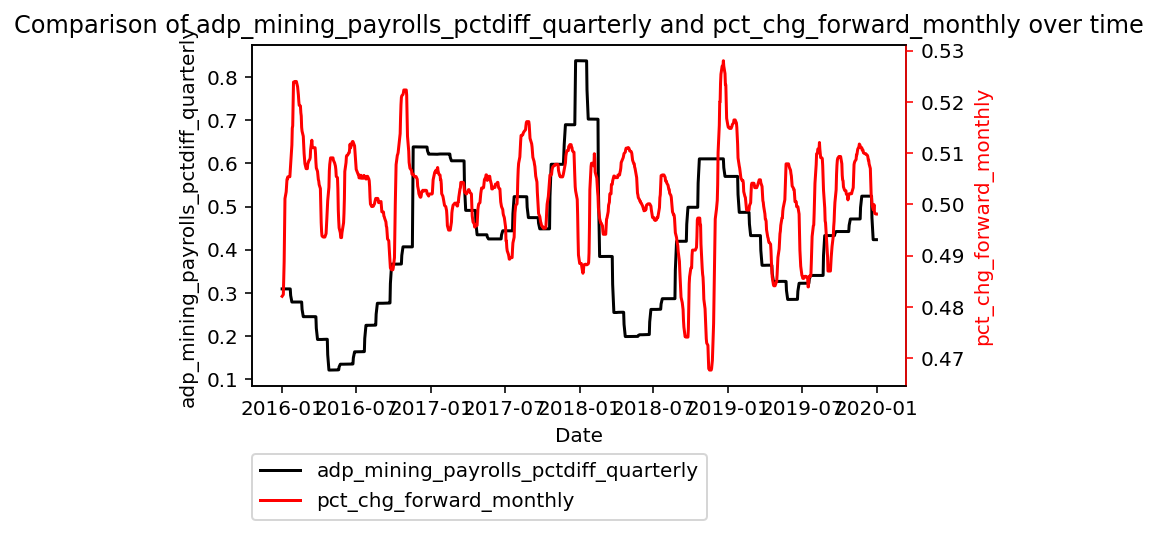 Comparison of adp_mining_payrolls_pctdiff_quarterly and pct_chg_forward_monthly over time
adp_mining_payrolls_pctdiff_quarterly
0.8
0.7
0.6
0.5
0.4
0.3
0.2
0.1
0.53
0.52
0.51
0.50
0.49
0.48
0.47
pct_chg_forward_monthly
2016-01 2016-07 2017-01 2017-07 2018-01 2018-07 2019-01 2019-07 2020-01
Date
adp_mining_payrolls_pctdiff_quarterly
pct_chg_forward_monthly